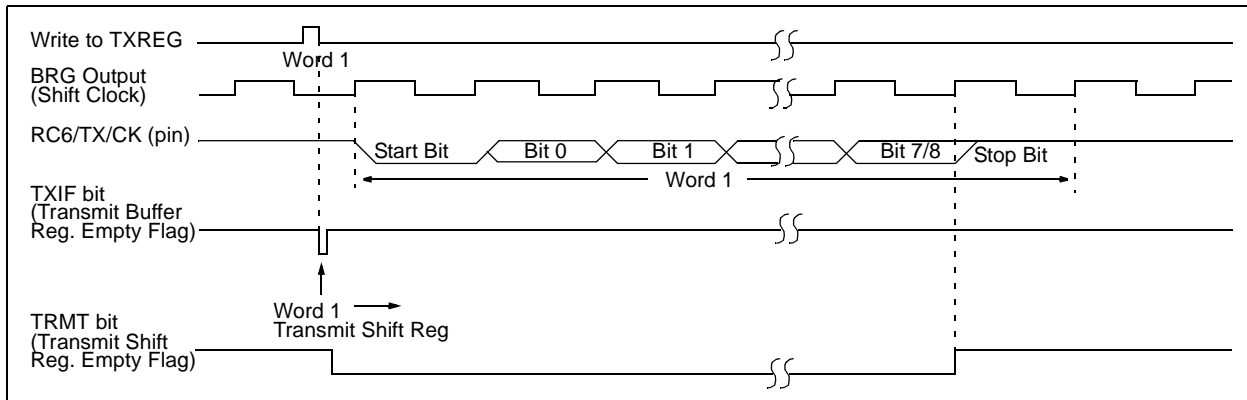 Write to TXREG
Word 1
BRG Output
(Shift Clock)
RC6/TX/CK (pin)
Start Bit
Bit 0
Bit 1
Bit 7/8
Stop Bit
Word 1
TXIF bit
(Transmit Buffer
Reg. Empty Flag)
Word 1
Transmit Shift Reg
TRMT bit
(Transmit Shift
Reg. Empty Flag)